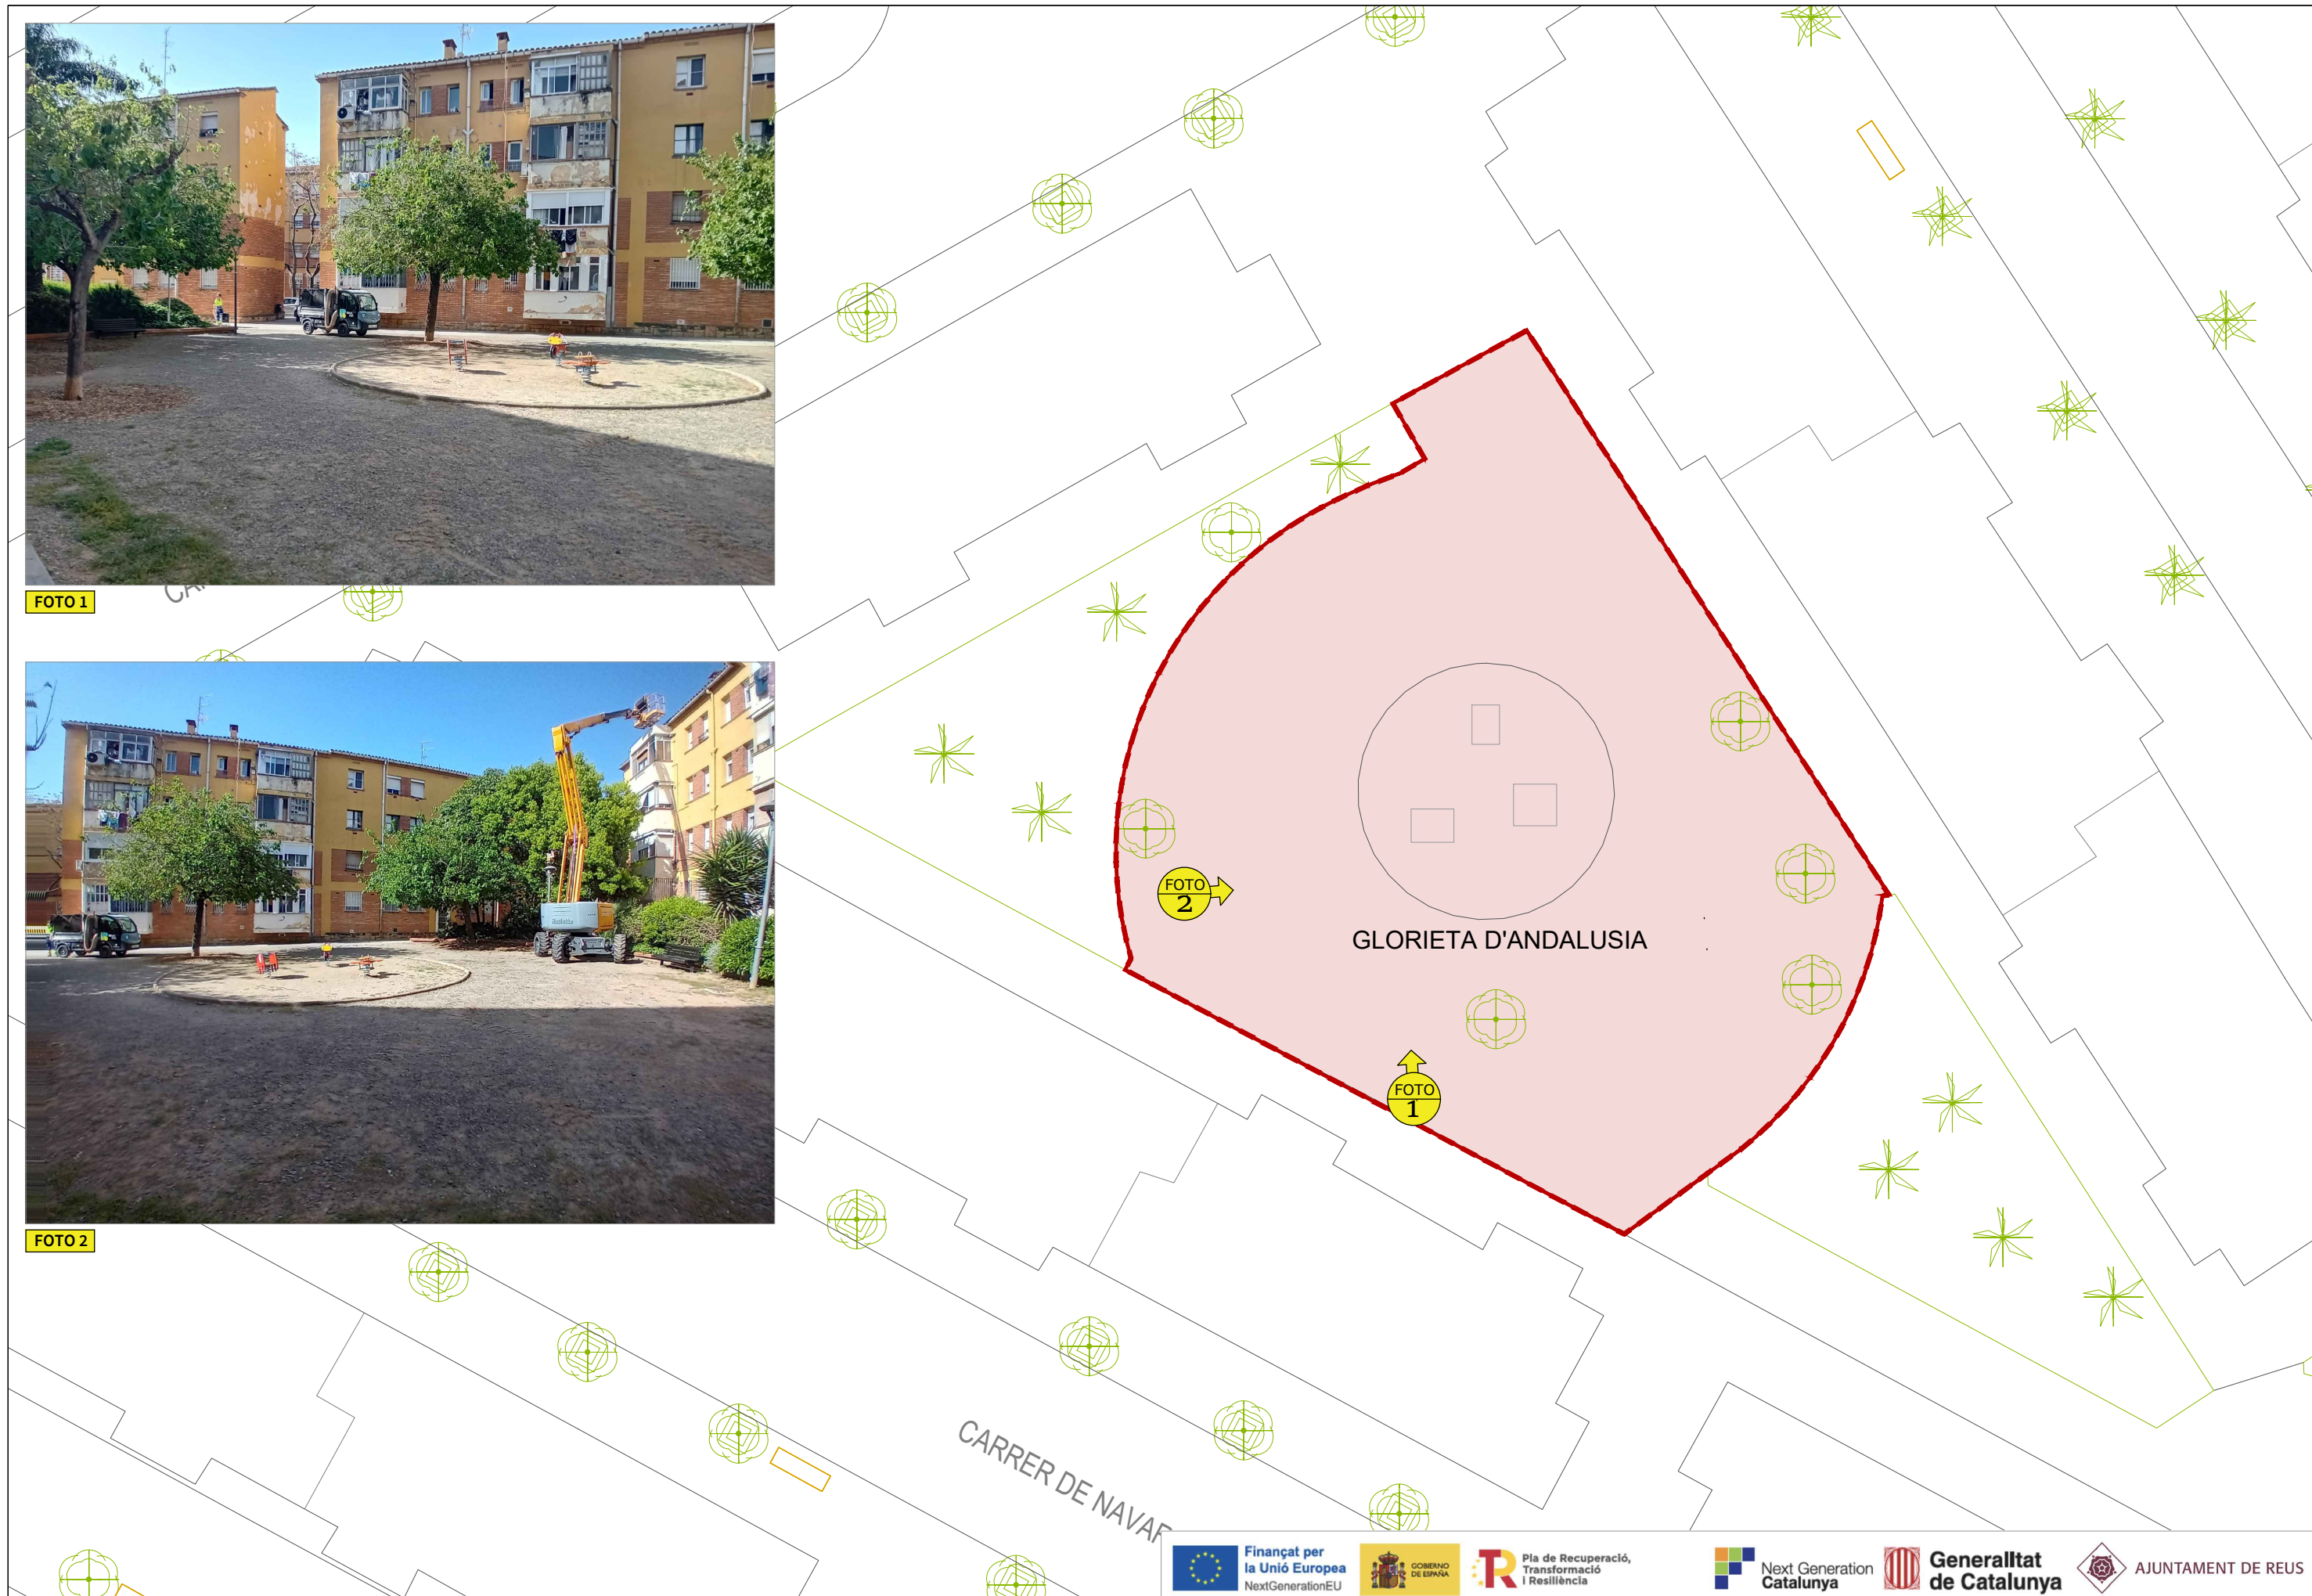 FOTO 1
FOTO 2
FOTO
2
GLORIETA D'ANDALUSIA
FOTO
1
CARRER DE NAVAR
Finançat per
la Unió Europea
NextGenerationEU
GOBIERNO
DE ESPAÑA
Pla de Recuperació,
Transformació
i Resiliència
Next Generation
Catalunya
Generalitat
de Catalunya
AJUNTAMENT DE REUS